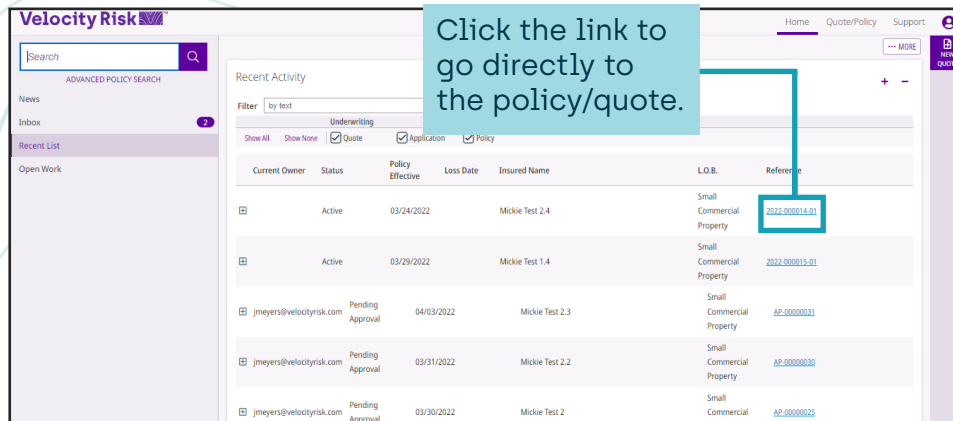 Velocity Risk
Home Quote/Policy Support
Search
ADVANCED POLICY SEARCH
News
Inbox 2
Recent List
Open Work
Click the link to
go directly to
the policy/quote.
... MORE
NEW
QUOTE
Recent Activity
+ -
Filter by text
Underwriting
Show All Show None Quote Application Policy
Current Owner Status Policy Effective Loss Date Insured Name L.O.B. Reference
Active 03/24/2022 Mickie Test 2.4 Small Commercial Property 2022-000014-01
Active 03/29/2022 Mickie Test 1.4 Small Commercial Property 2022-000015-01
jmeyers@velocityrisk.com Pending Approval 04/03/2022 Mickie Test 2.3 Small Commercial Property AP-00000031
jmeyers@velocityrisk.com Pending Approval 03/31/2022 Mickie Test 2.2 Small Commercial Property AP-00000030
jmeyers@velocityrisk.com Pending Approval 03/30/2022 Mickie Test 2 Small Commercial AP-00000025